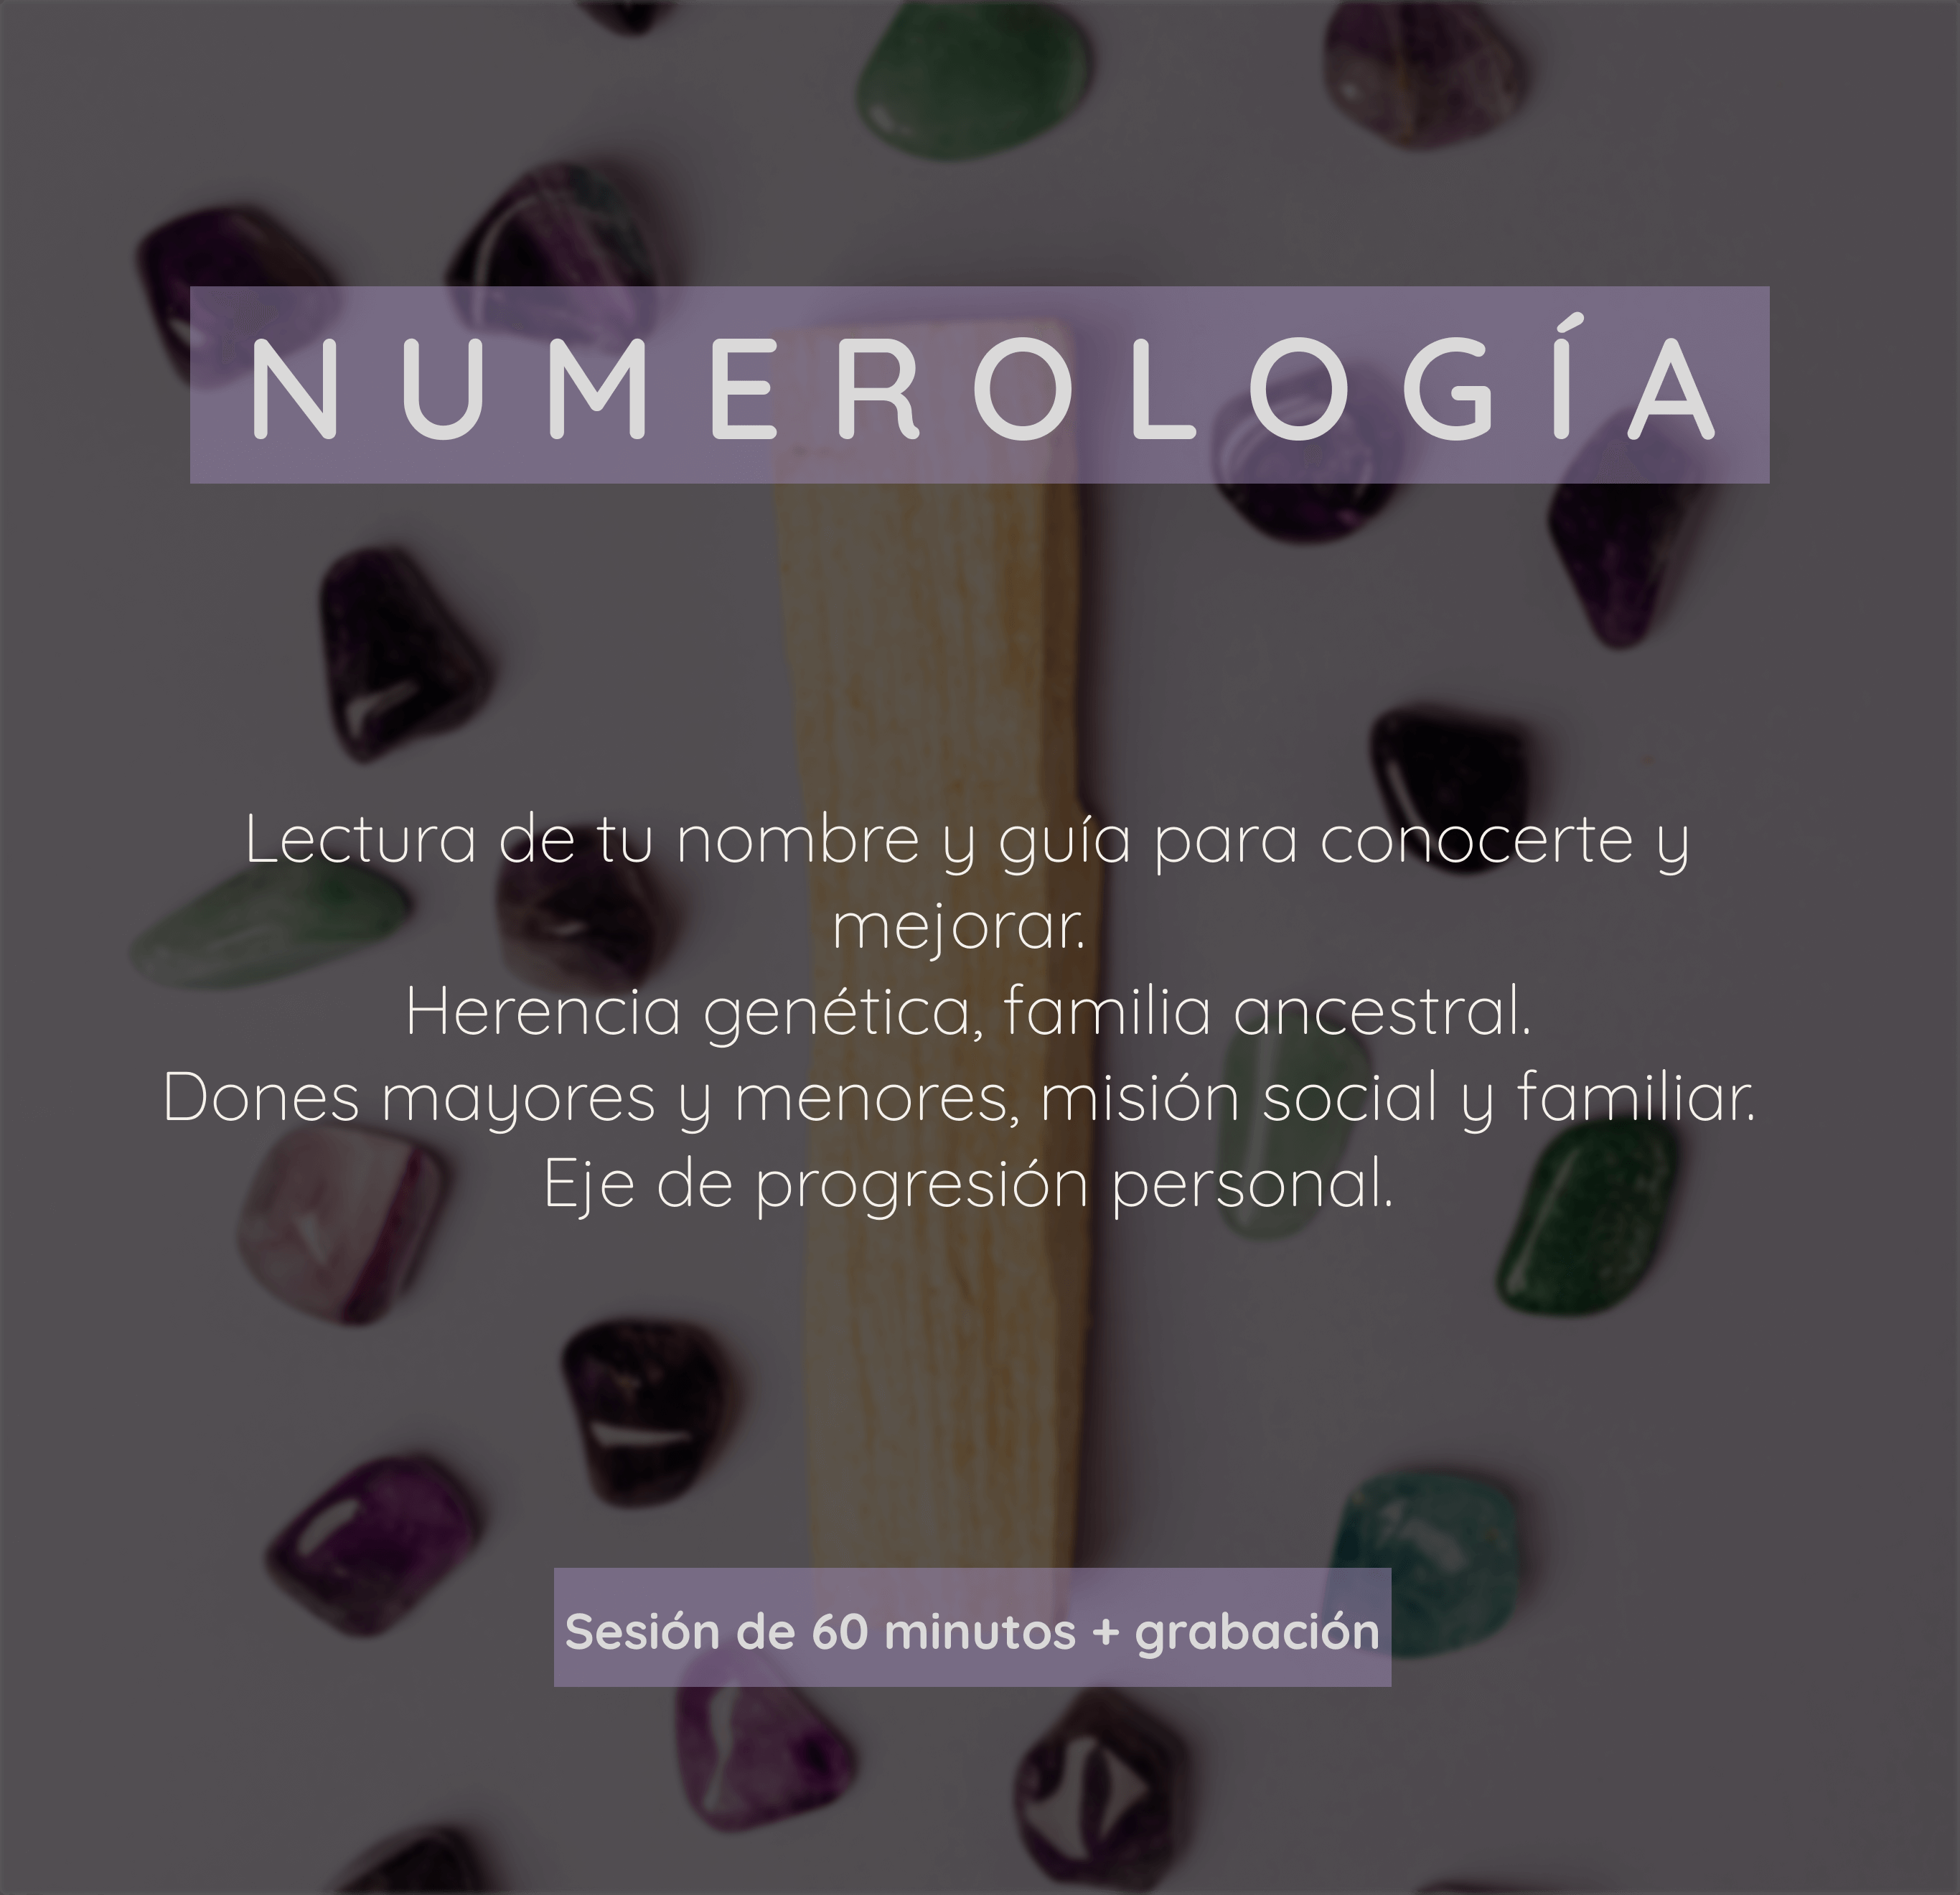 NUMEROLOGÍA
Lectura de tu nombre y guía para conocerte y
mejorar.
Herencia genética, familia ancestral.
Dones mayores y menores, misión social y familiar.
Eje de progresión personal.
Sesión de 60 minutos + grabación